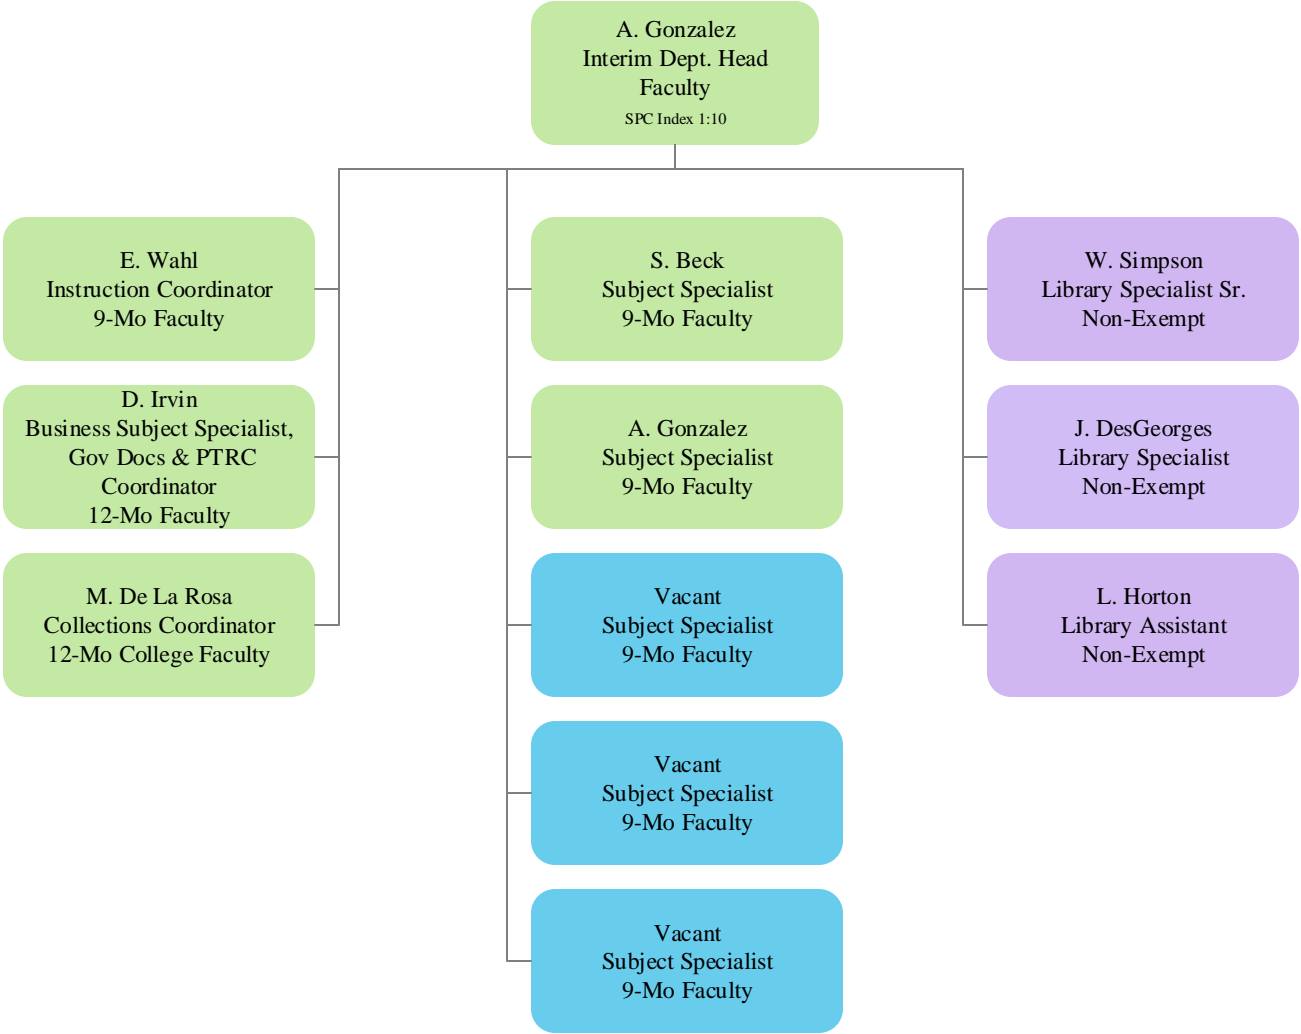 A. Gonzalez
Interim Dept. Head
Faculty
SPC Index 1:10
E. Wahl
Instruction Coordinator
9-Mo Faculty
D. Irvin
Business Subject Specialist,
Gov Docs & PTRC
Coordinator
12-Mo Faculty
M. De La Rosa
Collections Coordinator
12-Mo College Faculty
S. Beck
Subject Specialist
9-Mo Faculty
A. Gonzalez
Subject Specialist
9-Mo Faculty
Vacant
Subject Specialist
9-Mo Faculty
Vacant
Subject Specialist
9-Mo Faculty
Vacant
Subject Specialist
9-Mo Faculty
W. Simpson
Library Specialist Sr.
Non-Exempt
J. DesGeorges
Library Specialist
Non-Exempt
L. Horton
Library Assistant
Non-Exempt